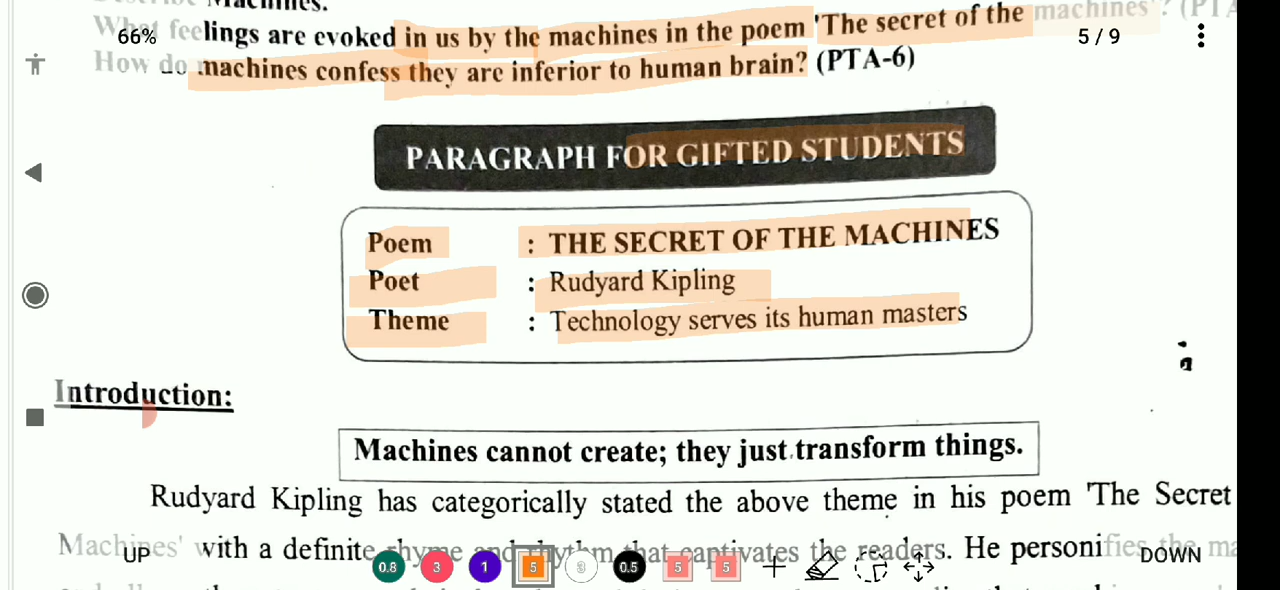 Machines.
What feelings are evoked in us by the machines in the poem 'The secret of the machines'? (PTA
66%
5 / 9
How do machines confess they are inferior to human brain? (PTA-6)
PARAGRAPH FOR GIFTED STUDENTS
Poem : THE SECRET OF THE MACHINES
Poet : Rudyard Kipling
Theme : Technology serves its human masters
Introduction:
Machines cannot create; they just transform things.
Rudyard Kipling has categorically stated the above theme in his poem 'The Secret
Machines' with a definite rhyme and rhythm that captivates the readers. He personifies the
UP
DOWN
0.8 3 1 5 3 0.5 5 5